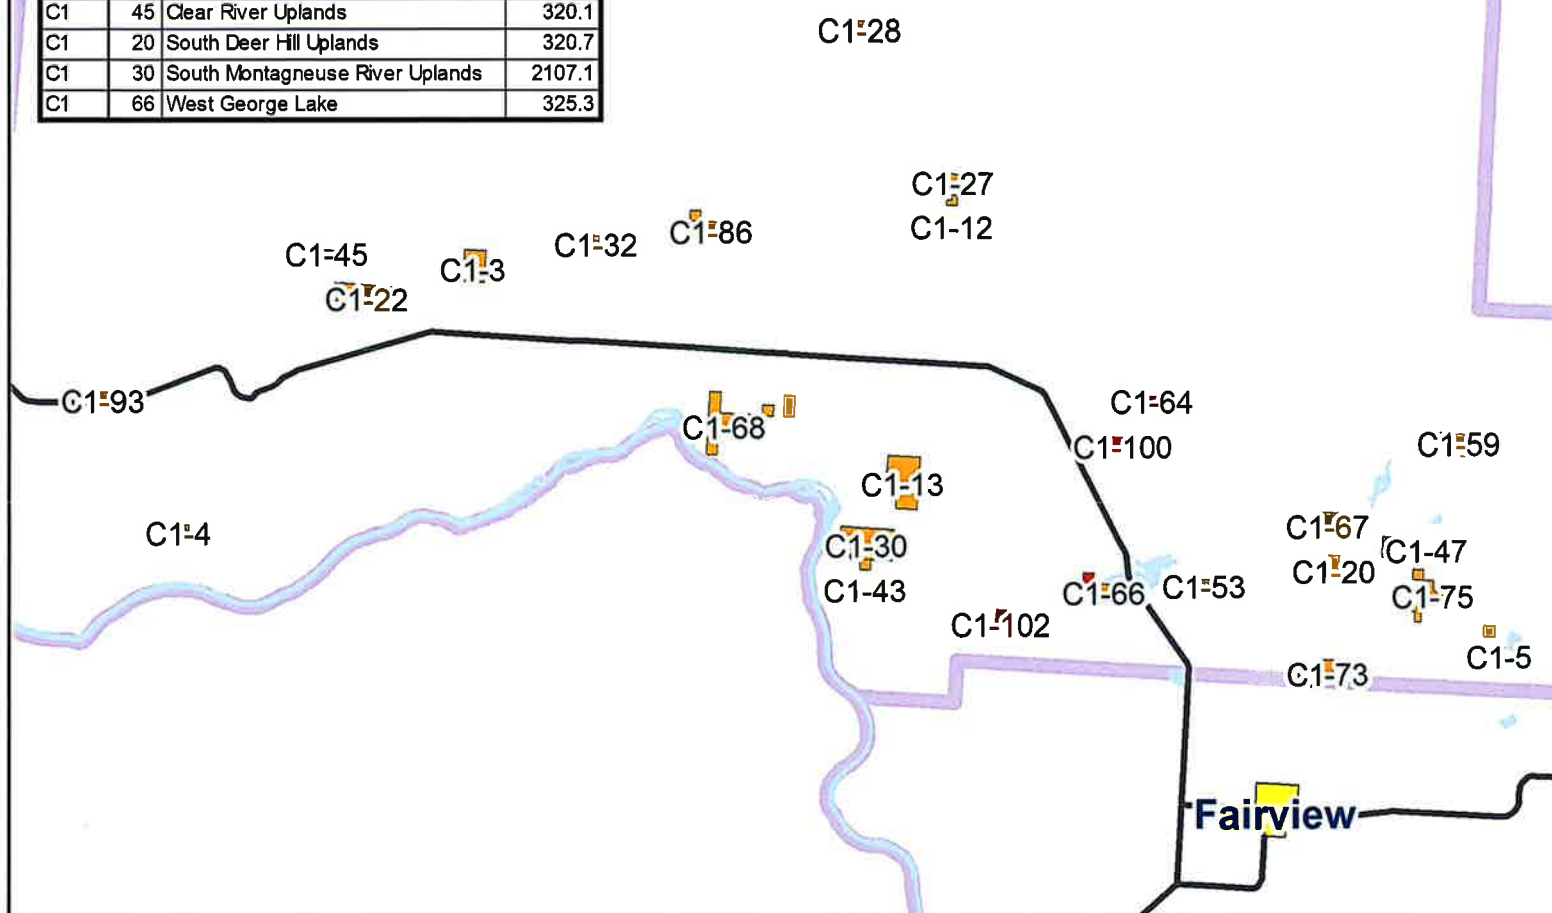 C1 45 Clear River Uplands 320.1
C1 20 South Deer Hill Uplands 320.7
C1 30 South Montagneuse River Uplands 2107.1
C1 66 West George Lake 325.3
C1-28
C1-27
C1-12
C1-86
C1-32
C1-45
C1-3
C1-22
C1-93
C1-64
C1-68
C1-100
C1-59
C1-13
C1-67
C1-4
C1-30
C1-47
C1-20
C1-43
C1-66
C1-53
C1-75
C1-102
C1-5
C1-73
Fairview